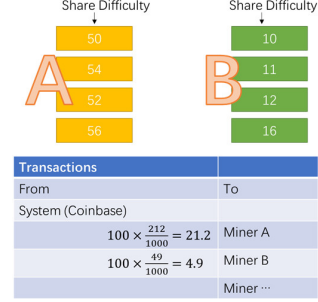 Share Difficulty Share Difficulty
50 10
54 11
A B
52 12
56 16
Transactions
From To
System (Coinbase)
100 × 212/1000 = 21.2 Miner A
100 × 49/1000 = 4.9 Miner B
Miner ⋯